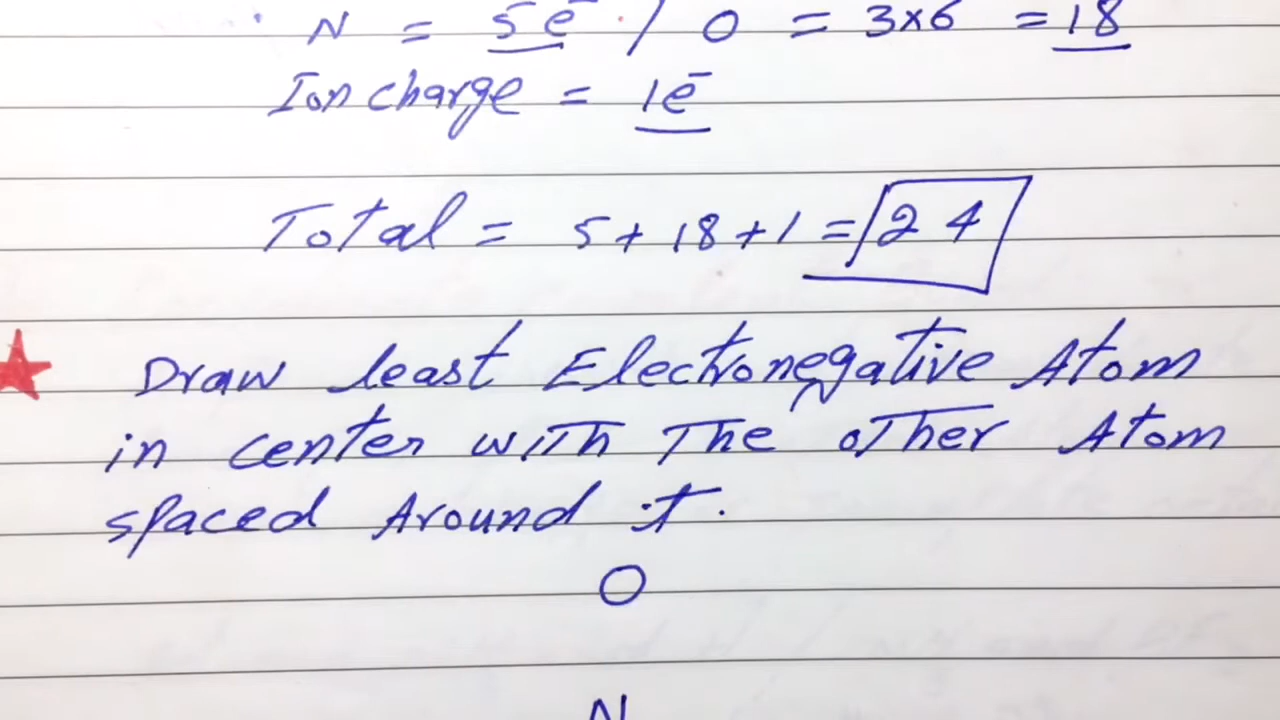 N = 5e⁻ / O = 3x6 = 18
Ion charge = 1e⁻
Total = 5 + 18 + 1 = 24
Draw least Electronegative Atom
N
in center with The other Atom
spaced Around it.
O
N